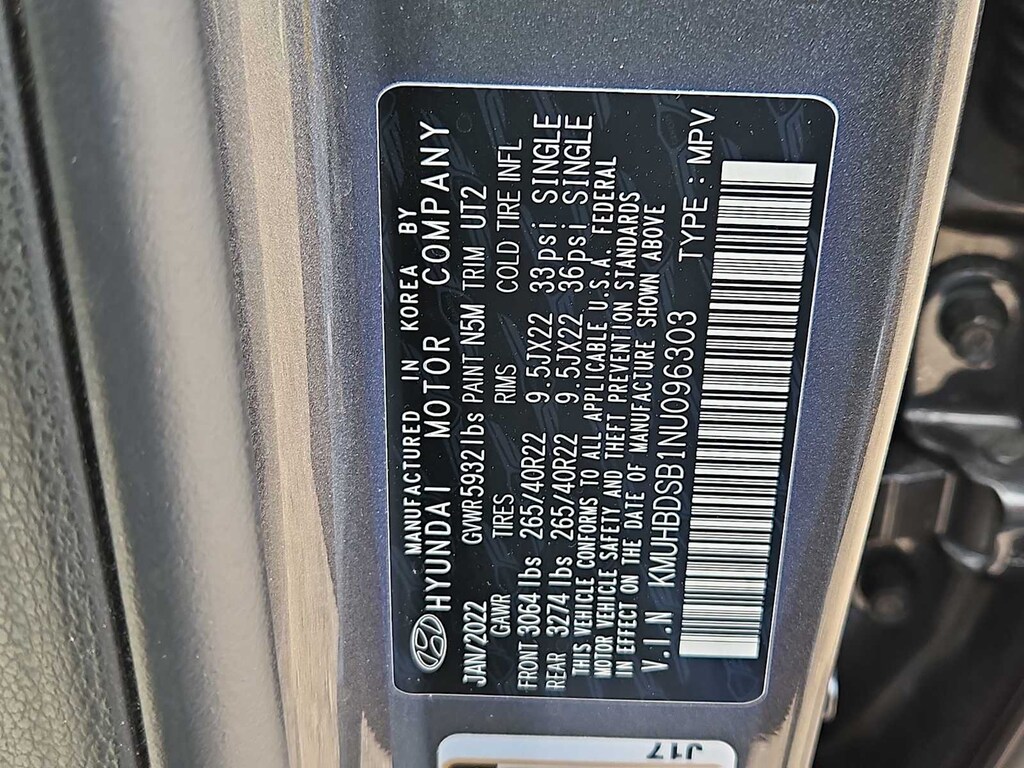 MANUFACTURED IN KOREA BY
HYUNDAI MOTOR COMPANY
JAN/2022 GVWR5932lbs PAINT N5M TRIM UT2
GAWR TIRES RIMS COLD TIRE INFL
FRONT 3064lbs 265/40R22 9.5JX22 33psi SINGLE
REAR 3274lbs 265/40R22 9.5JX22 36psi SINGLE
THIS VEHICLE CONFORMS TO ALL APPLICABLE U.S.A. FEDERAL
MOTOR VEHICLE SAFETY AND THEFT PREVENTION STANDARDS
IN EFFECT ON THE DATE OF MANUFACTURE SHOWN ABOVE
V.I.N KMUHBDSB1NU096303 TYPE : MPV
J17